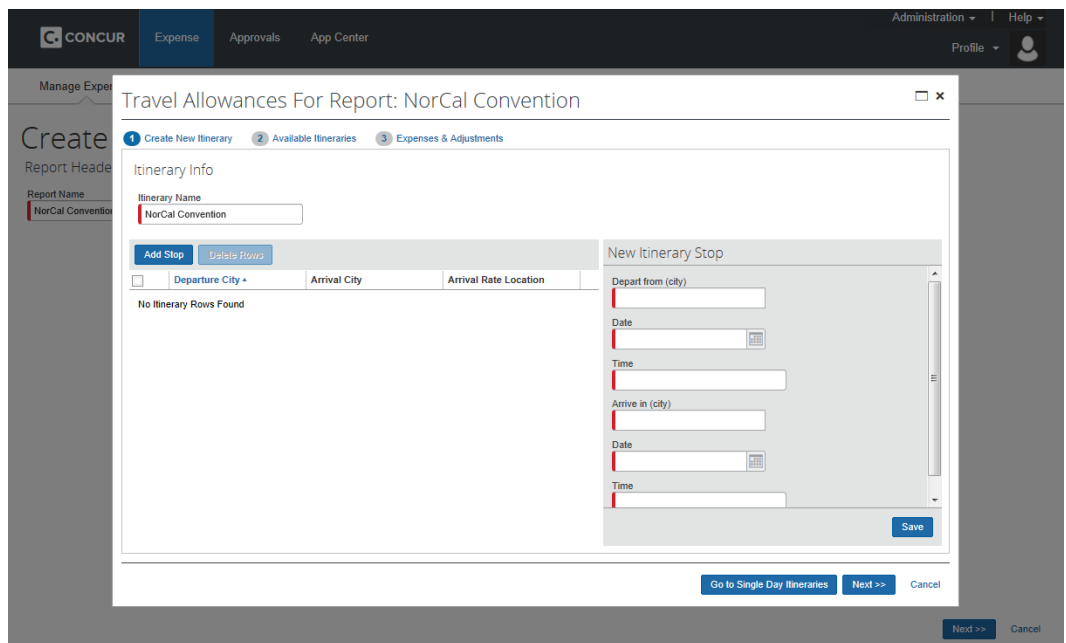 Administration | Help
C. CONCUR Expense Approvals App Center
Profile
Manage Exper
Travel Allowances For Report: NorCal Convention
Create
1 Create New Itinerary 2 Available Itineraries 3 Expenses & Adjustments
Report Heade
Itinerary Info
Report Name
NorCal Convention
Itinerary Name
NorCal Convention
Add Stop Delete Rows
New Itinerary Stop
Departure City Arrival City Arrival Rate Location
No Itinerary Rows Found
Depart from (city)
Date
Time
Arrive in (city)
Date
Time
Save
Go to Single Day Itineraries Next >> Cancel
Next >> Cancel